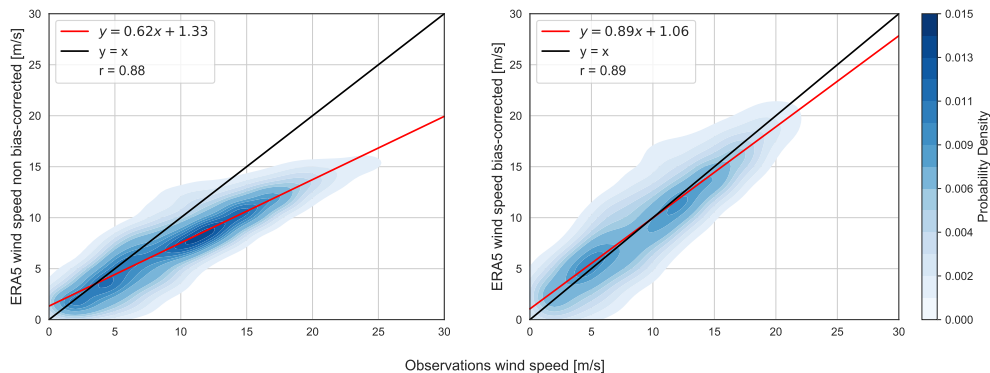 ERA5 wind speed non bias-corrected [m/s]
30
25
20
15
10
5
0
y = 0.62x + 1.33
y = x
r = 0.88
0 5 10 15 20 25 30
ERA5 wind speed bias-corrected [m/s]
30
25
20
15
10
5
0
y = 0.89x + 1.06
y = x
r = 0.89
0 5 10 15 20 25 30
0.015
0.013
0.011
0.009
0.006
0.004
0.002
0.000
Probability Density
Observations wind speed [m/s]